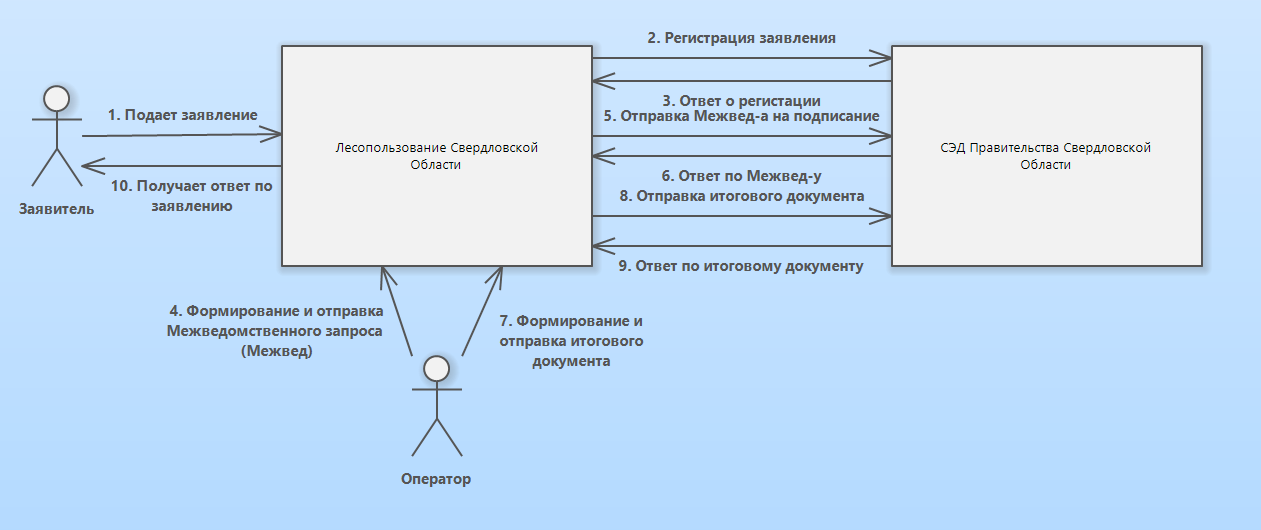 2. Регистрация заявления
3. Ответ о регистации
5. Отправка Межвед-а на подписание
1. Подает заявление
Лесопользование Свердловской
Области
СЭД Правительства Свердловской
Области
6. Ответ по Межвед-у
8. Отправка итогового документа
10. Получает ответ по
заявлению
Заявитель
9. Ответ по итоговому документу
4. Формирование и отправка
Межведомственного запроса
(Межвед)
7. Формирование и
отправка итогового
документа
Оператор